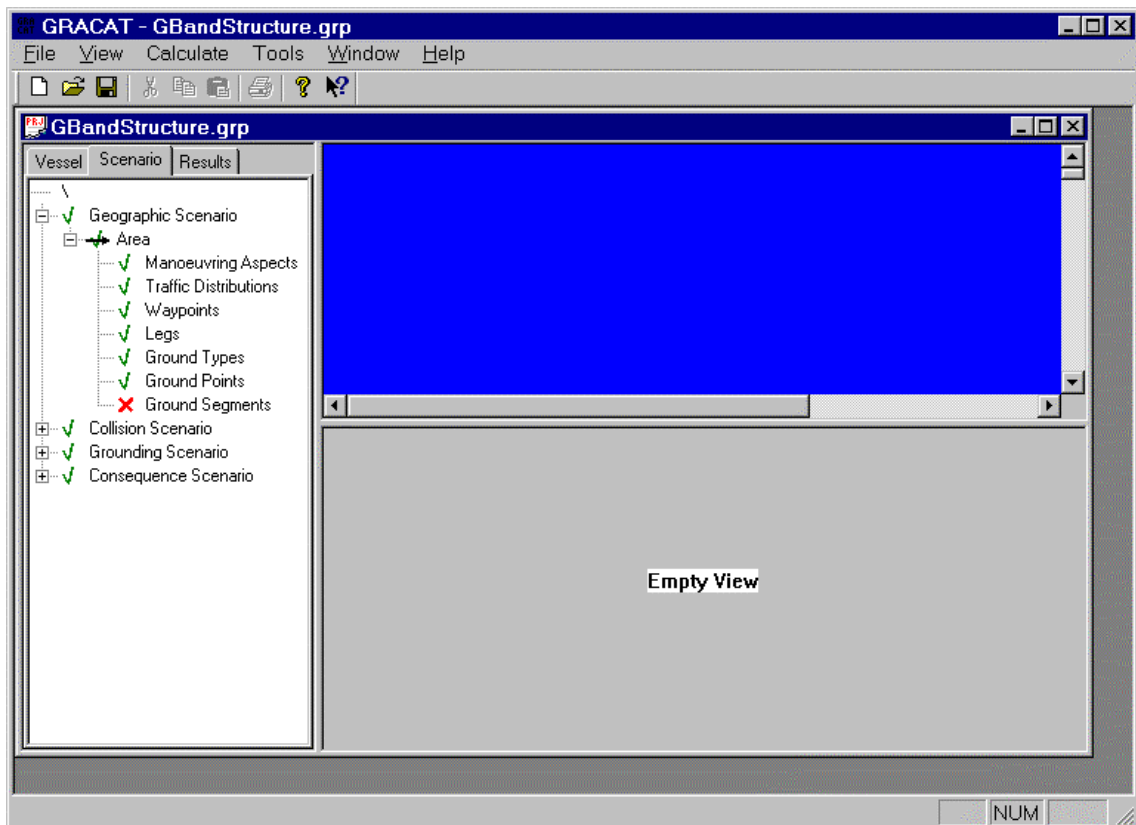 GRACAT - GBandStructure.grp
File View Calculate Tools Window Help
PRJ GBandStructure.grp
Vessel Scenario Results
\
Geographic Scenario
Area
Manoeuvring Aspects
Traffic Distributions
Waypoints
Legs
Ground Types
Ground Points
Ground Segments
Collision Scenario
Grounding Scenario
Consequence Scenario
Empty View
NUM